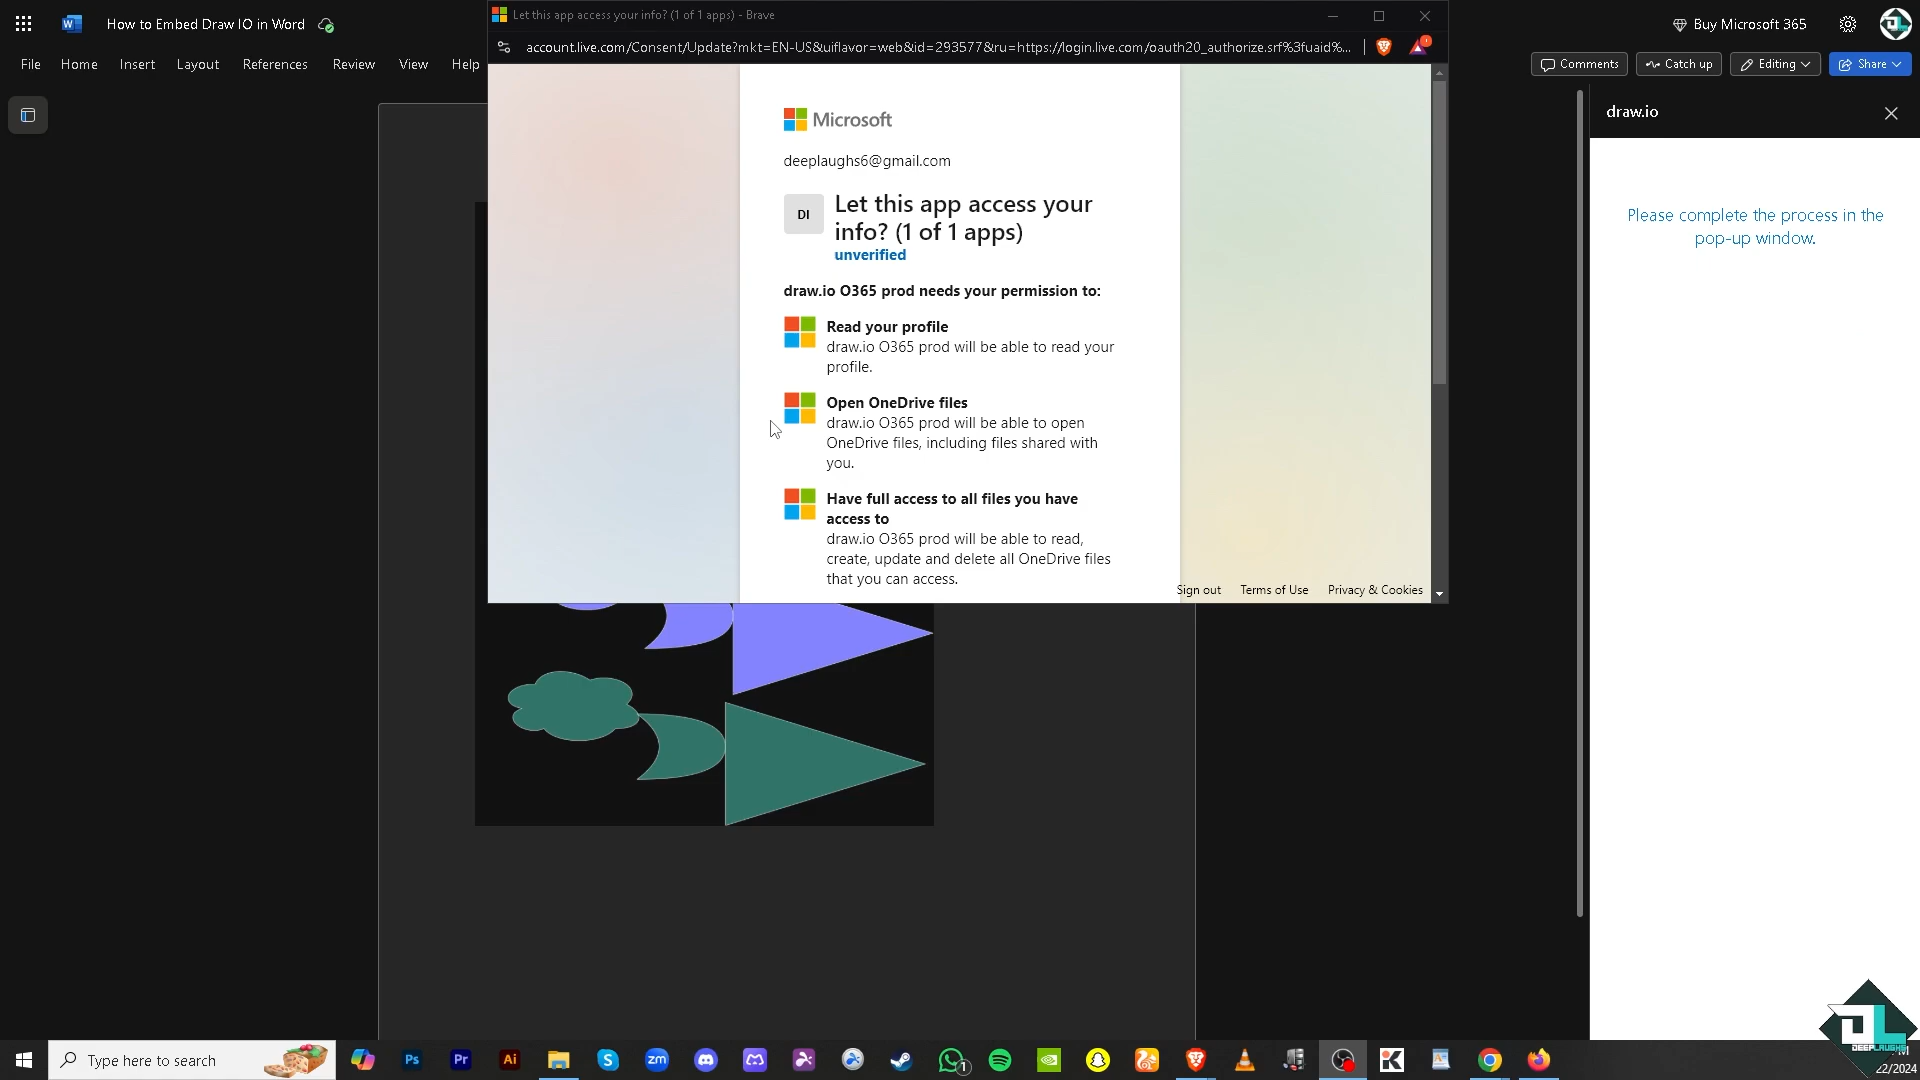 How to Embed Draw IO in Word
Let this app access your info? (1 of 1 apps) - Brave
Buy Microsoft 365
account.live.com/Consent/Update?mkt=EN-US&uiflavor=web&id=293577&ru=https://login.live.com/oauth20_authorize.srf%3fuaid%...
File Home Insert Layout References Review View Help
Comments Catch up Editing Share
draw.io
Please complete the process in the
pop-up window.
Microsoft
deeplaughs6@gmail.com
DI
Let this app access your
info? (1 of 1 apps)
unverified
draw.io O365 prod needs your permission to:
Read your profile
draw.io O365 prod will be able to read your
profile.
Open OneDrive files
draw.io O365 prod will be able to open
OneDrive files, including files shared with
you.
Have full access to all files you have
access to
draw.io O365 prod will be able to read,
create, update and delete all OneDrive files
that you can access.
Sign out Terms of Use Privacy & Cookies
Type here to search
Ps Pr Ai
zm
DEEPLAUGHS
22/2024